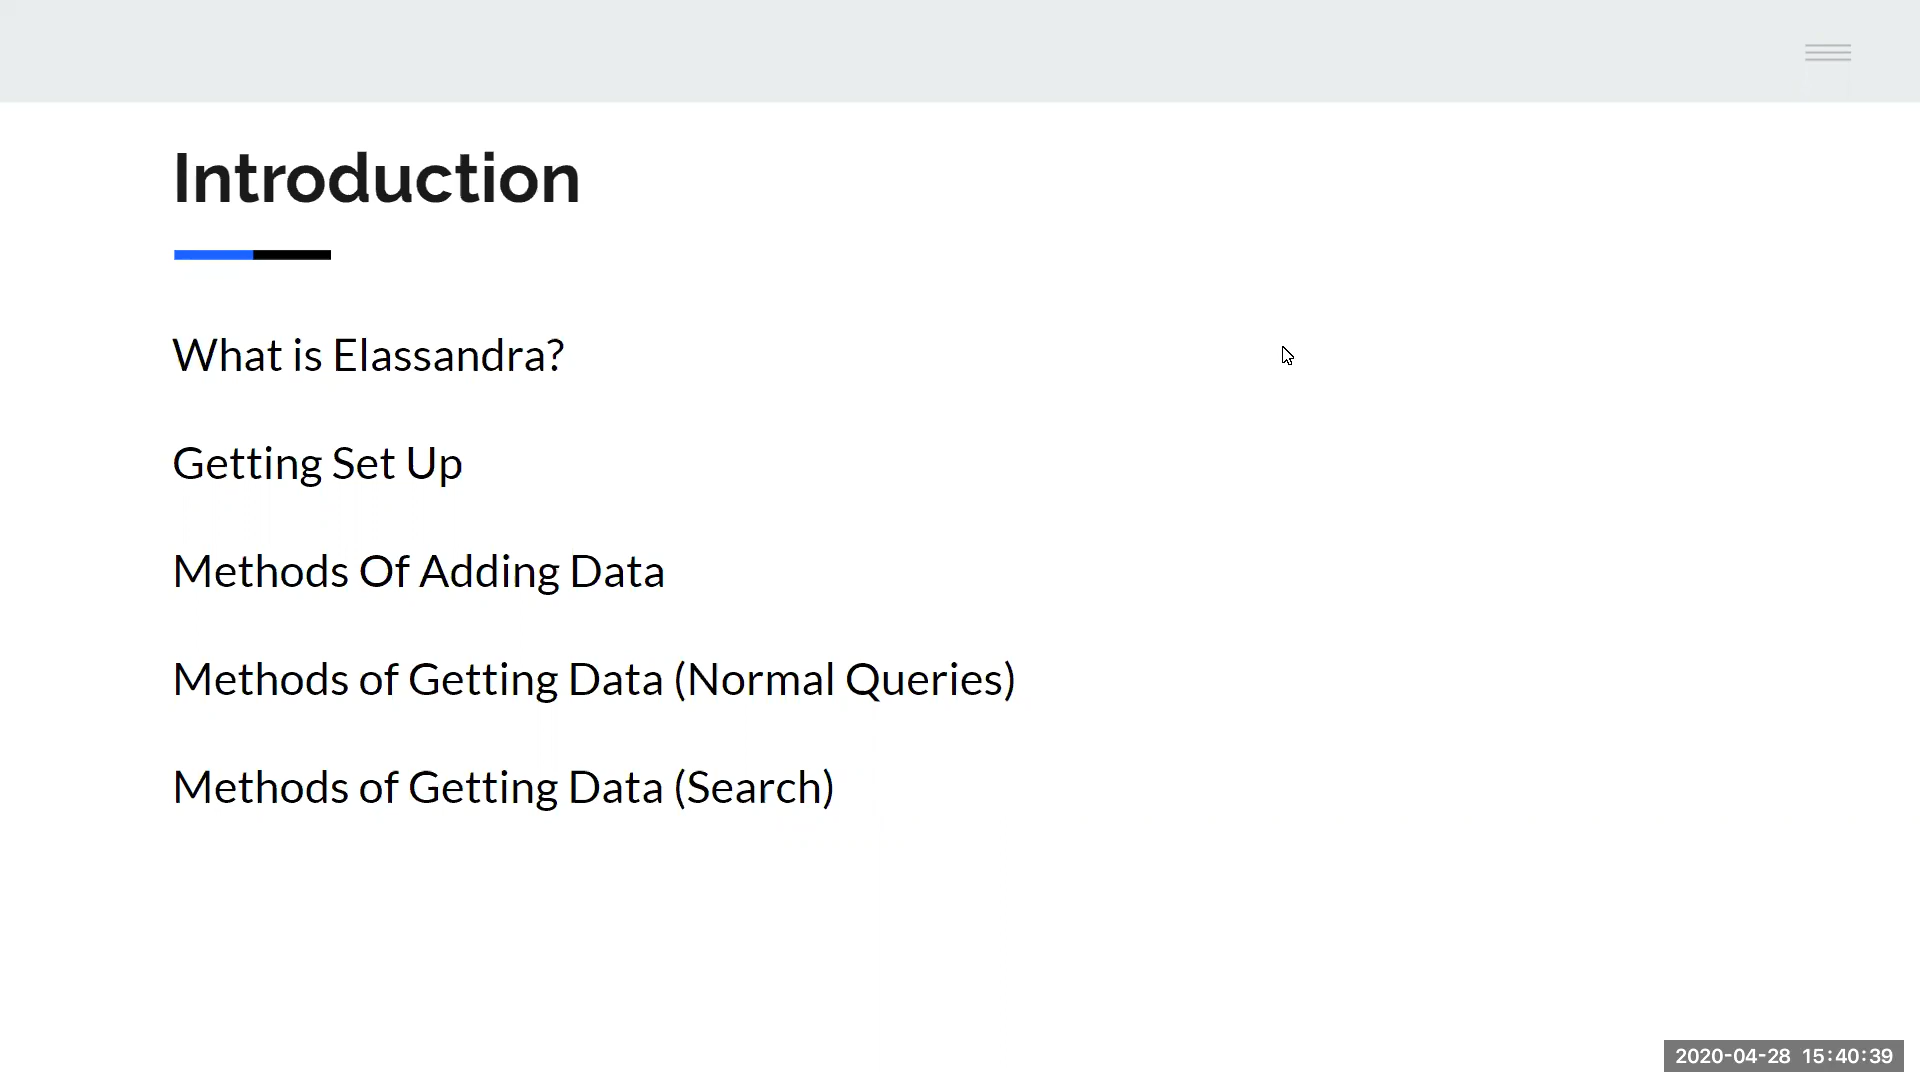 Introduction
What is Elassandra?
Getting Set Up
Methods Of Adding Data
Methods of Getting Data (Normal Queries)
Methods of Getting Data (Search)
2020-04-28 15:40:39